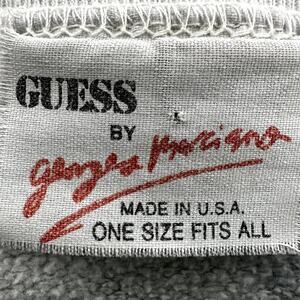 GUESS
BY
georges marciano
MADE IN U.S.A.
ONE SIZE FITS ALL